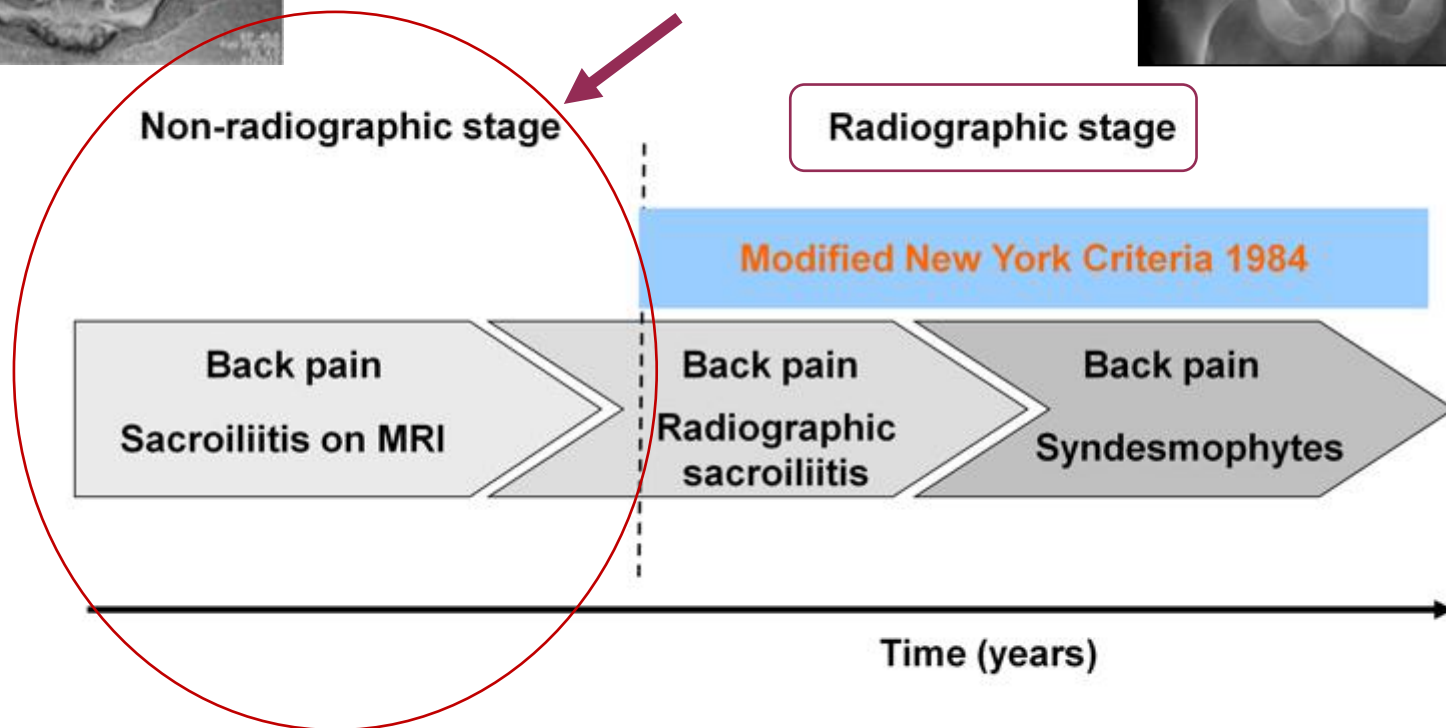 Non-radiographic stage
Radiographic stage
Modified New York Criteria 1984
Back pain
Sacroiliitis on MRI
Back pain
Radiographic
sacroiliitis
Back pain
Syndesmophytes
Time (years)